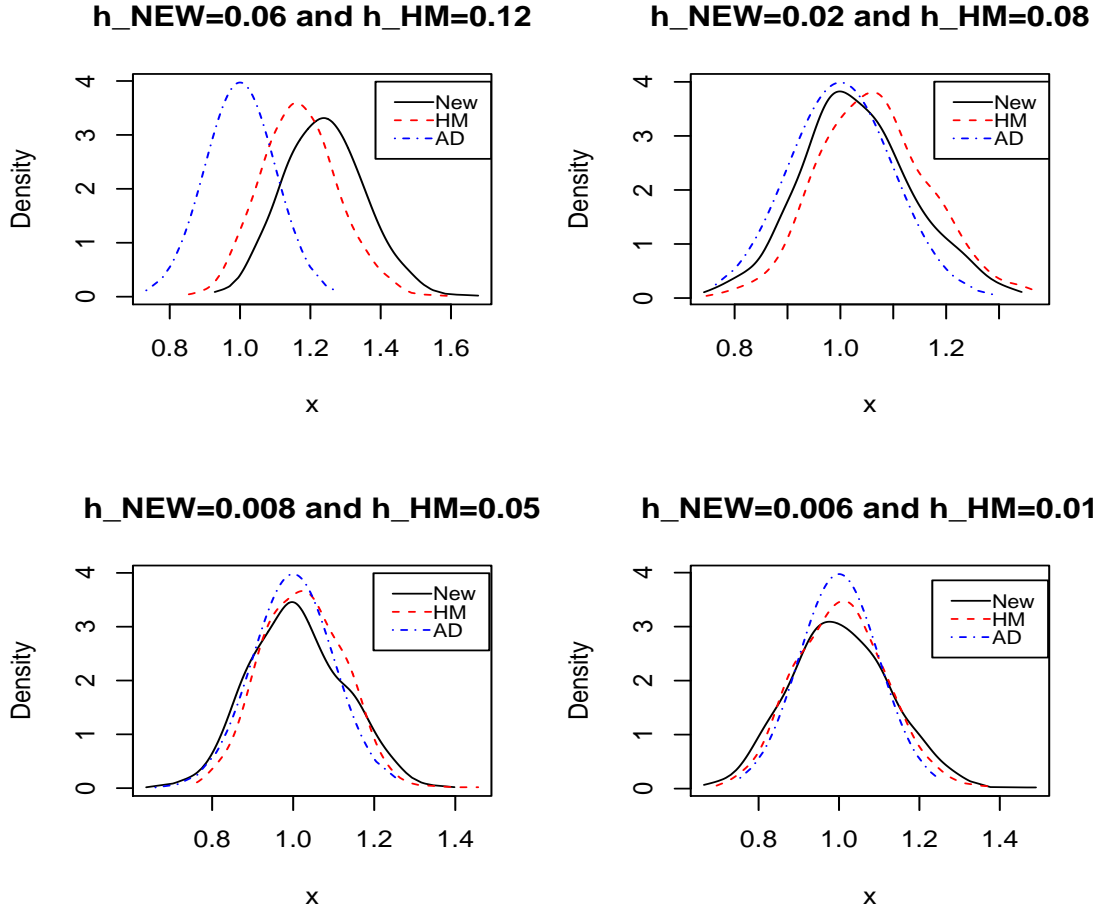 h_NEW=0.06 and h_HM=0.12
Density
0 1 2 3 4
New
HM
AD
0.8 1.0 1.2 1.4 1.6
x
h_NEW=0.02 and h_HM=0.08
Density
0 1 2 3 4
New
HM
AD
0.8 1.0 1.2
x
h_NEW=0.008 and h_HM=0.05
Density
0 1 2 3 4
New
HM
AD
0.8 1.0 1.2 1.4
x
h_NEW=0.006 and h_HM=0.01
Density
0 1 2 3 4
New
HM
AD
0.8 1.0 1.2 1.4
x